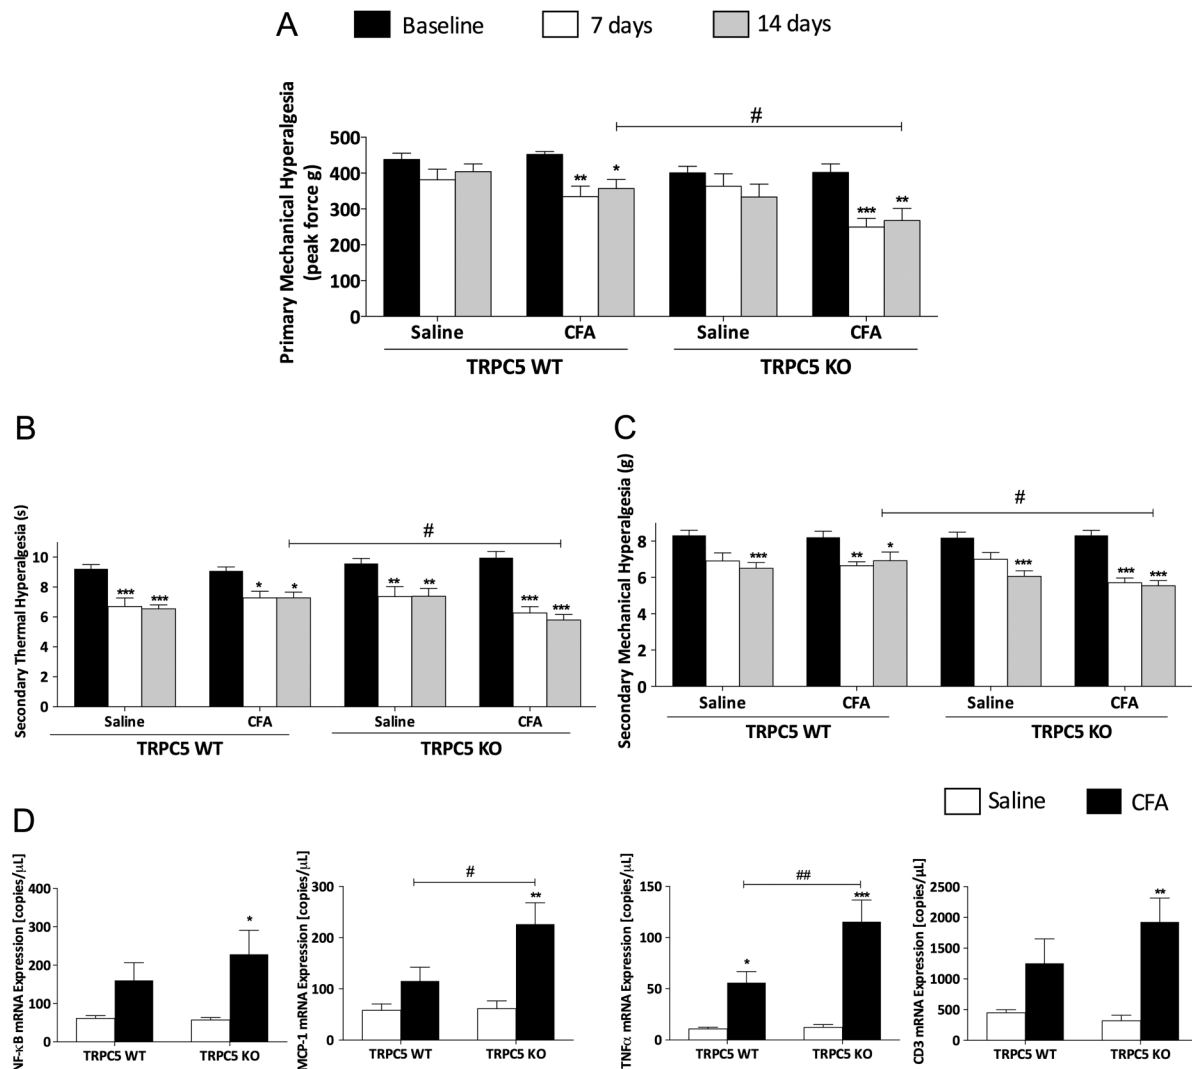 A
Baseline
7 days
14 days
Primary Mechanical Hyperalgesia
(peak force g)
#
500
400
300
200
100
0
**
*
***
**
Saline
CFA
Saline
CFA
TRPC5 WT
TRPC5 KO
B
Secondary Thermal Hyperalgesia (s)
#
10
8
6
4
2
0
***
***
*
*
**
**
***
***
Saline
CFA
Saline
CFA
TRPC5 WT
TRPC5 KO
C
Secondary Mechanical Hyperalgesia (g)
#
8
6
4
2
0
***
**
*
***
***
***
Saline
CFA
Saline
CFA
TRPC5 WT
TRPC5 KO
Saline
CFA
D
NF-κB mRNA Expression [copies/µL]
400
300
200
100
0
*
TRPC5 WT
TRPC5 KO
MCP-1 mRNA Expression [copies/µL]
300
200
100
0
#
**
TRPC5 WT
TRPC5 KO
TNFα mRNA Expression [copies/µL]
150
100
50
0
##
*
***
TRPC5 WT
TRPC5 KO
CD3 mRNA Expression [copies/µL]
2500
2000
1500
1000
500
0
**
TRPC5 WT
TRPC5 KO